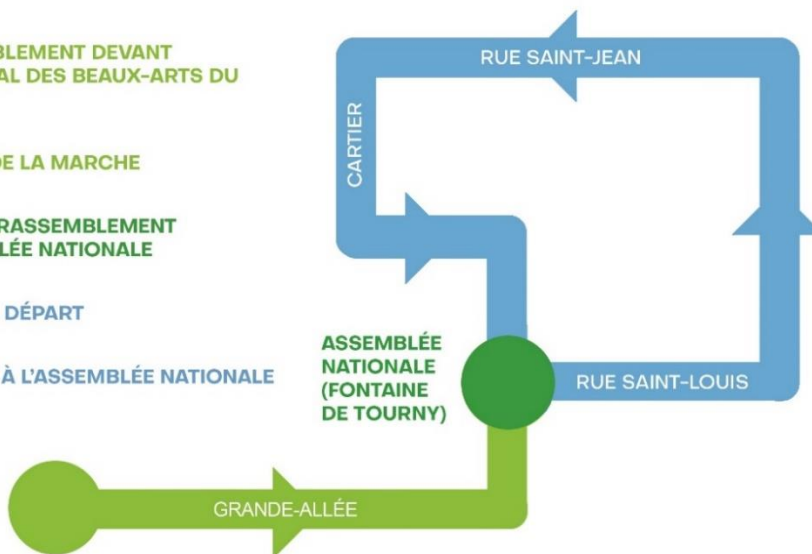 BLEMENT DEVANT
AL DES BEAUX-ARTS DU
DE LA MARCHE
RASSEMBLEMENT
LÉE NATIONALE
DÉPART
À L'ASSEMBLÉE NATIONALE
RUE SAINT-JEAN
CARTIER
ASSEMBLÉE
NATIONALE
(FONTAINE
DE TOURNY)
RUE SAINT-LOUIS
GRANDE-ALLÉE